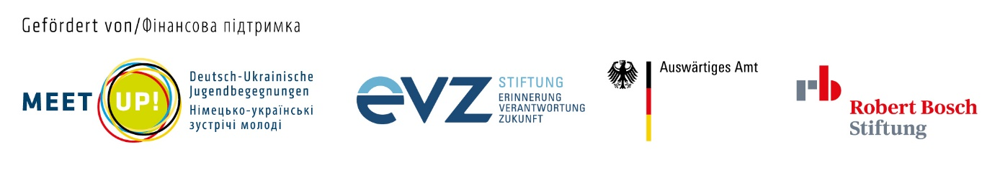 Gefördert von/Фінансова підтримка
MEET UP!
Deutsch-Ukrainische
Jugendbegegnungen
Німецько-українські
зустрічі молоді
evz
STIFTUNG
ERINNERUNG
VERANTWORTUNG
ZUKUNFT
Auswärtiges Amt
rb
Robert Bosch
Stiftung